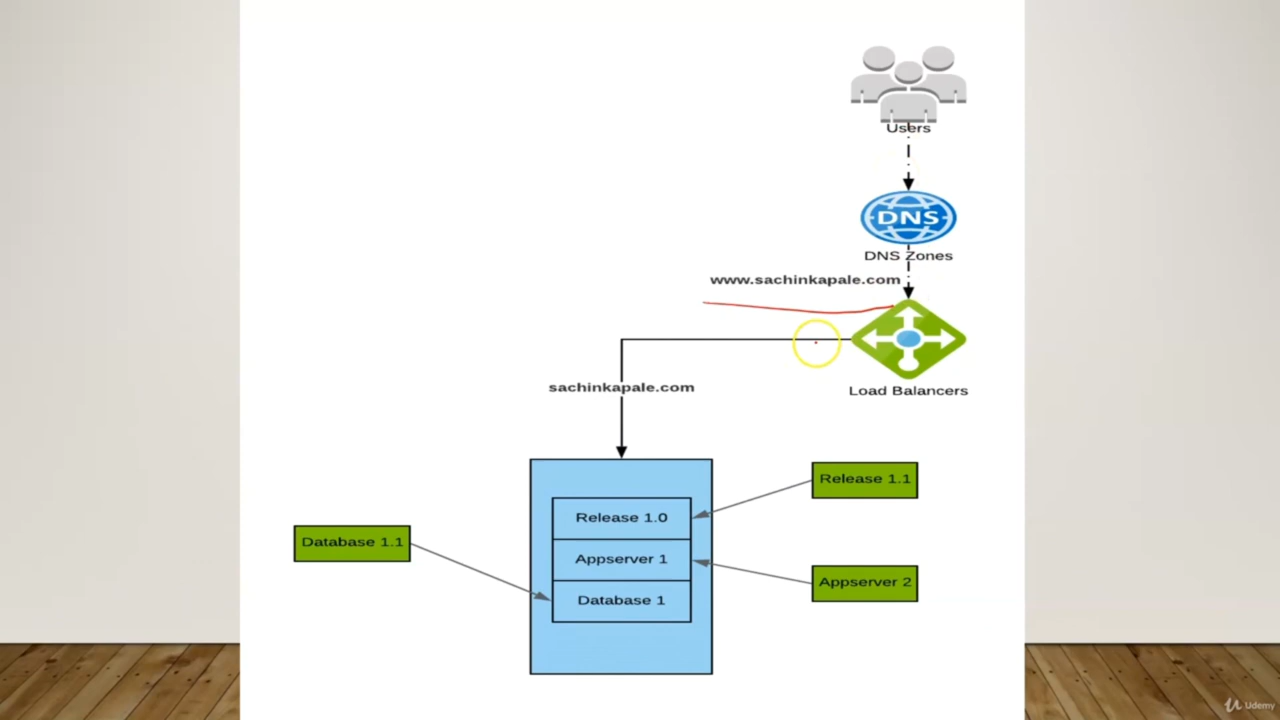 Users
DNS
DNS Zones
www.sachinkapale.com
Load Balancers
sachinkapale.com
Release 1.1
Release 1.0
Database 1.1
Appserver 1
Appserver 2
Database 1
Udemy